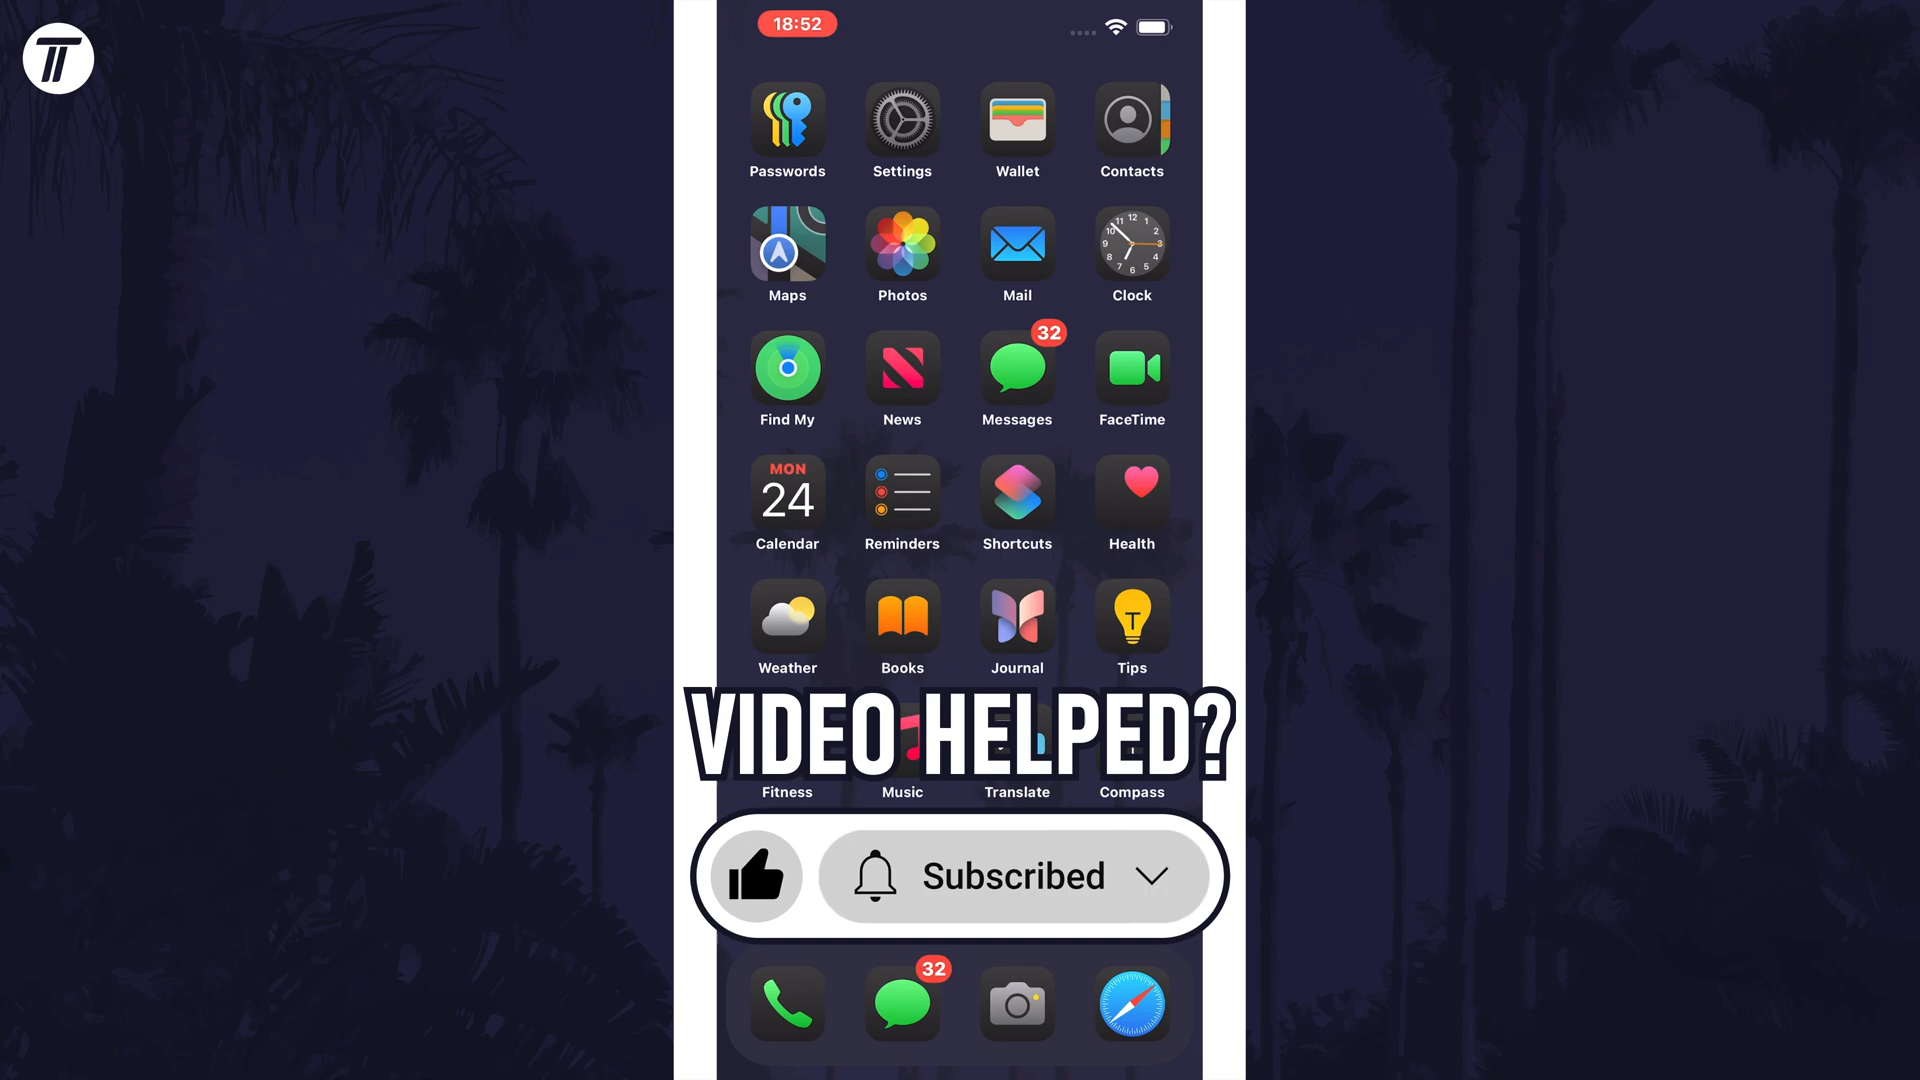 18:52
Passwords Settings Wallet Contacts
Maps Photos Mail Clock
32
Find My News Messages FaceTime
MON
24
Calendar Reminders Shortcuts Health
T
Weather Books Journal Tips
VIDEO HELPED?
Fitness Music Translate Compass
Subscribed
32